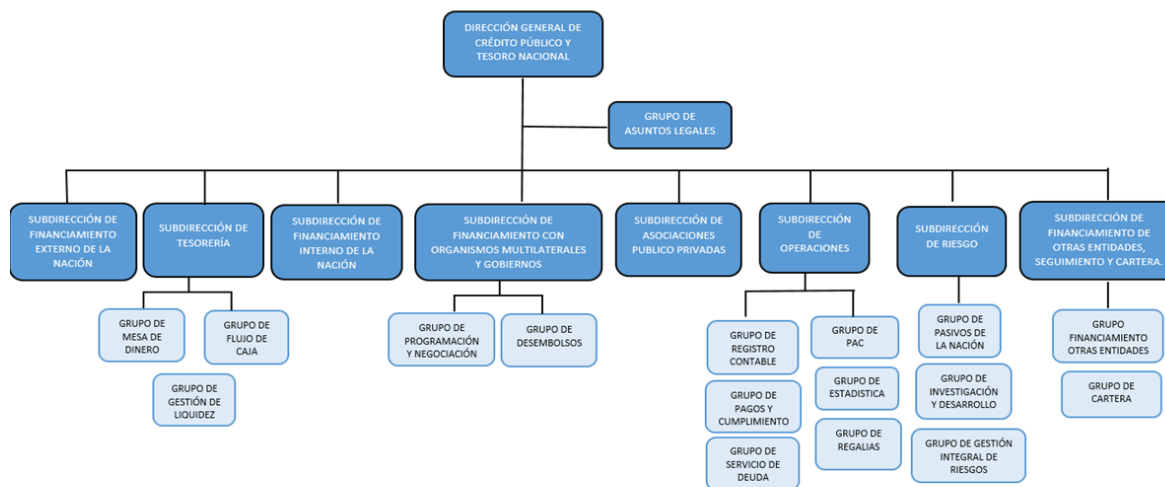 DIRECCIÓN GENERAL DE
CRÉDITO PÚBLICO Y
TESORO NACIONAL
GRUPO DE
ASUNTOS LEGALES
SUBDIRECCIÓN DE
FINANCIAMIENTO
EXTERNO DE LA
NACIÓN
SUBDIRECCIÓN DE
TESORERÍA
SUBDIRECCIÓN DE
FINANCIAMIENTO
INTERNO DE LA
NACIÓN
SUBDIRECCIÓN DE
FINANCIAMIENTO CON
ORGANISMOS MULTILATERALES
Y GOBIERNOS
SUBDIRECCIÓN DE
ASOCIACIONES
PUBLICO PRIVADAS
SUBDIRECCIÓN
DE
OPERACIONES
SUBDIRECCIÓN
DE RIESGO
SUBDIRECCIÓN DE
FINANCIAMIENTO DE
OTRAS ENTIDADES,
SEGUIMIENTO Y CARTERA.
GRUPO DE
MESA DE
DINERO
GRUPO DE
FLUJO DE
CAJA
GRUPO DE
GESTIÓN DE
LIQUIDEZ
GRUPO DE
PROGRAMACIÓN
Y NEGOCIACIÓN
GRUPO DE
DESEMBOLSOS
GRUPO DE
REGISTRO
CONTABLE
GRUPO DE
PAC
GRUPO DE
PAGOS Y
CUMPLIMIENTO
GRUPO DE
ESTADISTICA
GRUPO DE
SERVICIO DE
DEUDA
GRUPO DE
REGALIAS
GRUPO DE
PASIVOS DE
LA NACIÓN
GRUPO DE
INVESTIGACIÓN
Y DESARROLLO
GRUPO DE GESTIÓN
INTEGRAL DE
RIESGOS
GRUPO
FINANCIAMIENTO
OTRAS ENTIDADES
GRUPO DE
CARTERA